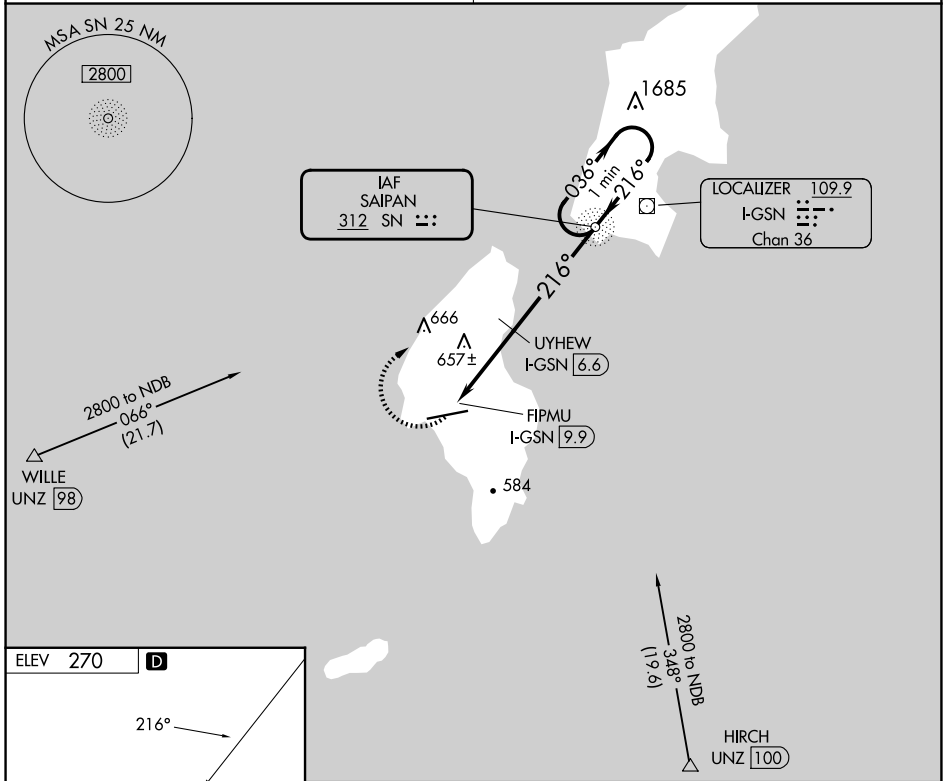 MSA SN 25 NM
2800
1685
036°
1 min
216°
IAF
SAIPAN
312 SN
LOCALIZER 109.9
I-GSN
Chan 36
216°
666
657±
UYHEW
I-GSN 6.6
FIPMU
I-GSN 9.9
2800 to NDB
066°
(21.7)
WILLE
UNZ 98
584
2800 to NDB
348°
(19.6)
HIRCH
UNZ 100
ELEV 270 D
216°